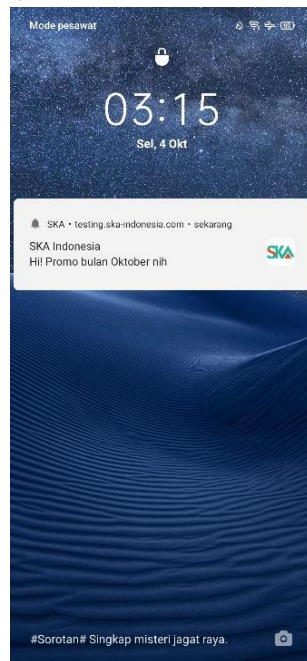 Mode pesawat
03:15
Sel, 4 Okt
SKA • testing.ska-indonesia.com • sekarang
SKA Indonesia
Hi! Promo bulan Oktober nih
SKA
#Sorotan# Singkap misteri jagat raya.